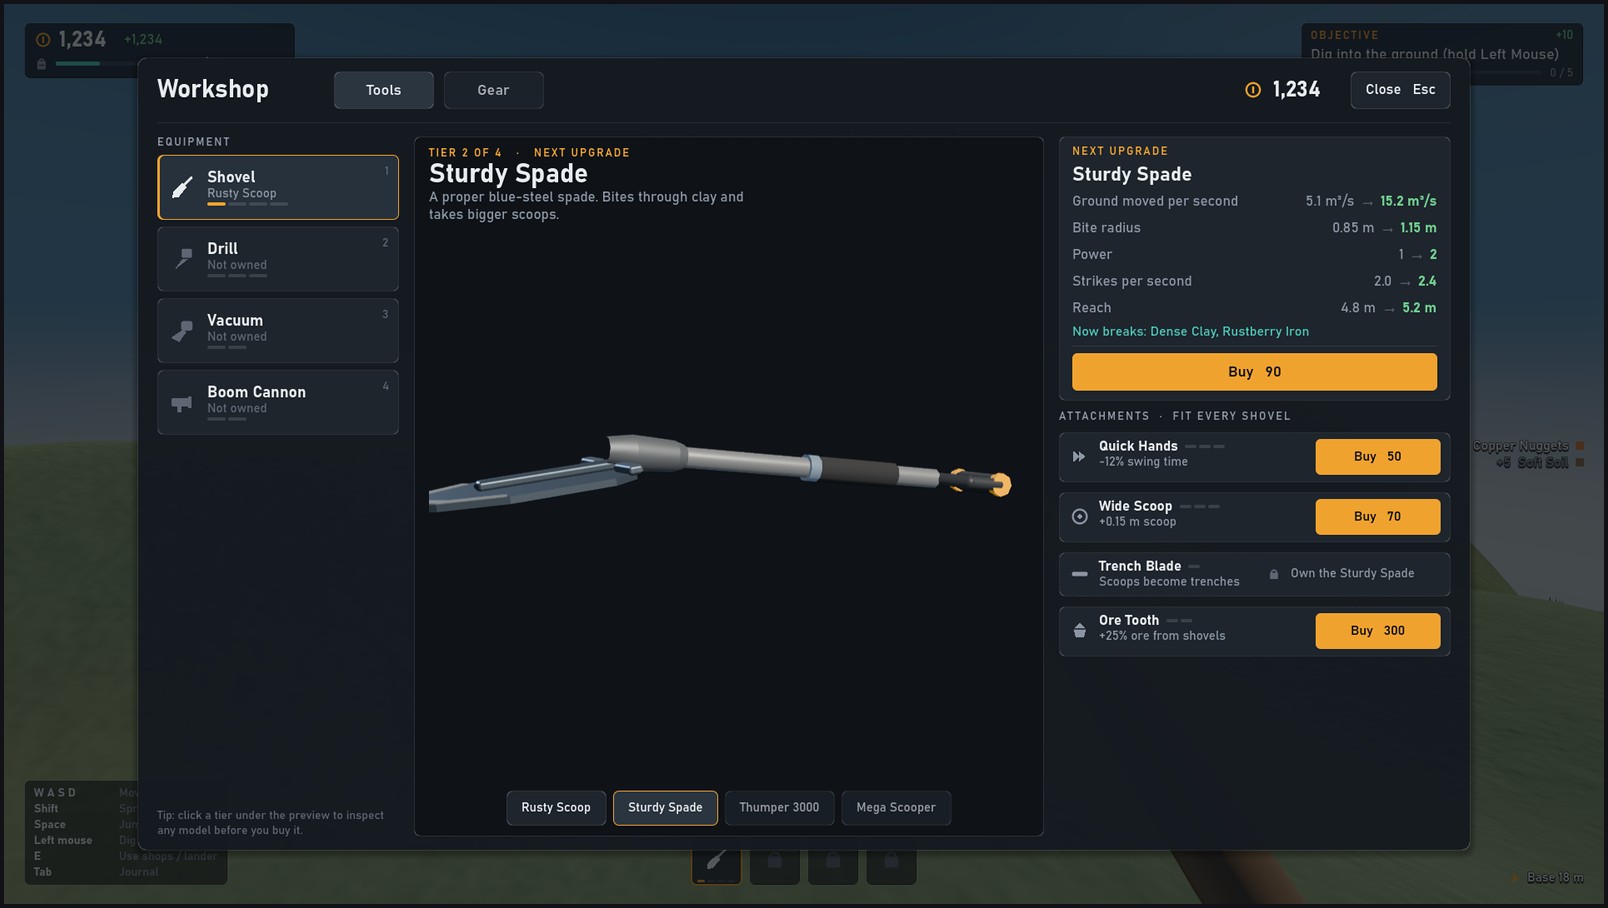 1,234 +1,234
OBJECTIVE +10
Dig into the ground (hold Left Mouse)
0 / 5
Workshop
Tools
Gear
1,234
Close Esc
EQUIPMENT
Shovel 1
Rusty Scoop
Drill 2
Not owned
Vacuum 3
Not owned
Boom Cannon 4
Not owned
Tip: click a tier under the preview to inspect
any model before you buy it.
TIER 2 OF 4 · NEXT UPGRADE
Sturdy Spade
A proper blue-steel spade. Bites through clay and
takes bigger scoops.
Rusty Scoop
Sturdy Spade
Thumper 3000
Mega Scooper
NEXT UPGRADE
Sturdy Spade
Ground moved per second 5.1 m³/s → 15.2 m³/s
Bite radius 0.85 m → 1.15 m
Power 1 → 2
Strikes per second 2.0 → 2.4
Reach 4.8 m → 5.2 m
Now breaks: Dense Clay, Rustberry Iron
Buy 90
ATTACHMENTS · FIT EVERY SHOVEL
Quick Hands
-12% swing time
Buy 50
Wide Scoop
+0.15 m scoop
Buy 70
Trench Blade
Scoops become trenches
Own the Sturdy Spade
Ore Tooth
+25% ore from shovels
Buy 300
Copper Nuggets
+5 Soft Soil
W A S D
Shift
Space
Left mouse
E Use shops / lander
Tab Journal
Base 18 m